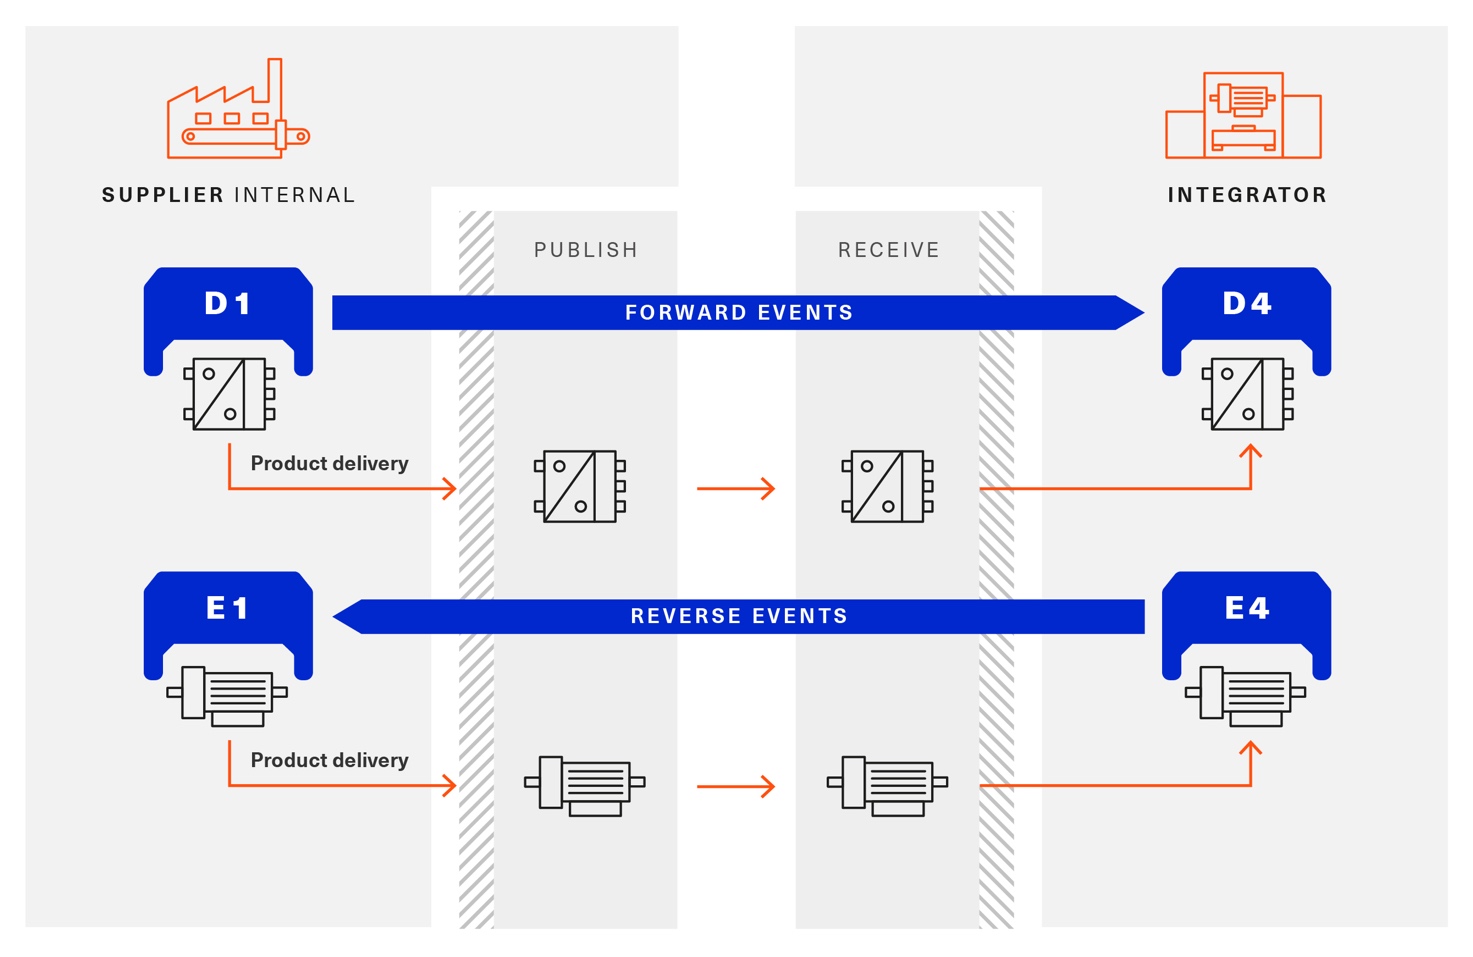 SUPPLIER INTERNAL
INTEGRATOR
PUBLISH
RECEIVE
D1
FORWARD EVENTS
D4
Product delivery
E1
REVERSE EVENTS
E4
Product delivery